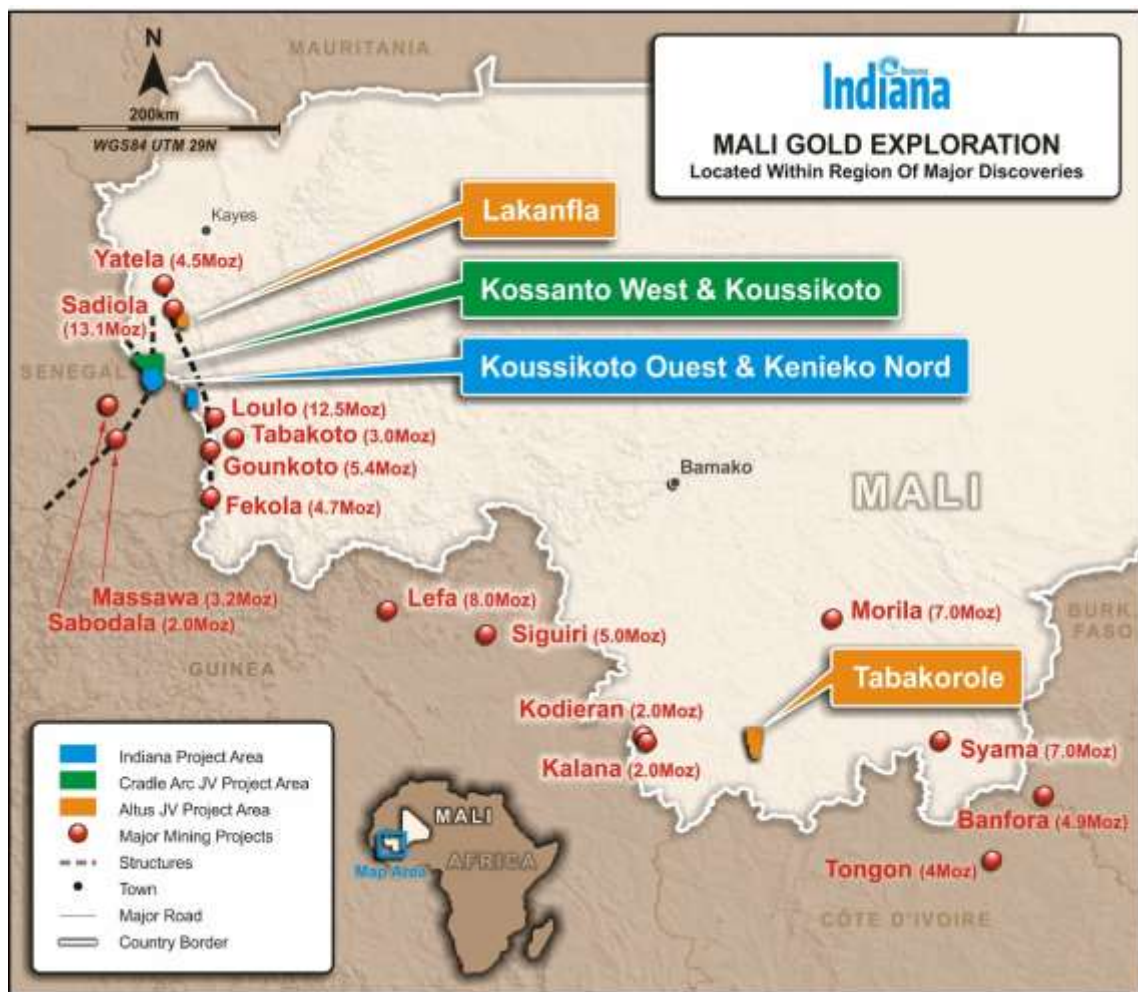 MAURITANIA
N
200km
WGS84 UTM 29N
Indiana
MALI GOLD EXPLORATION
Located Within Region Of Major Discoveries
Kayes
Lakanfla
Yatela (4.5Moz)
Sadiola
(13.1Moz)
Kossanto West & Koussikoto
SENEGAL
Koussikoto Ouest & Kenieko Nord
Loulo (12.5Moz)
Tabakoto (3.0Moz)
Gounkoto (5.4Moz)
Fekola (4.7Moz)
Bamako
MALI
Massawa (3.2Moz)
Sabodala (2.0Moz)
Lefa (8.0Moz)
Siguiri (5.0Moz)
Morila (7.0Moz)
BURK
FASO
GUINEA
Tabakorole
Kodieran (2.0Moz)
Kalana (2.0Moz)
Syama (7.0Moz)
Banfora (4.9Moz)
Tongon (4Moz)
CÔTE D'IVOIRE
Indiana Project Area
Cradle Arc JV Project Area
Altus JV Project Area
Major Mining Projects
Structures
Town
Major Road
Country Border
MALI
AFRICA
Map Area